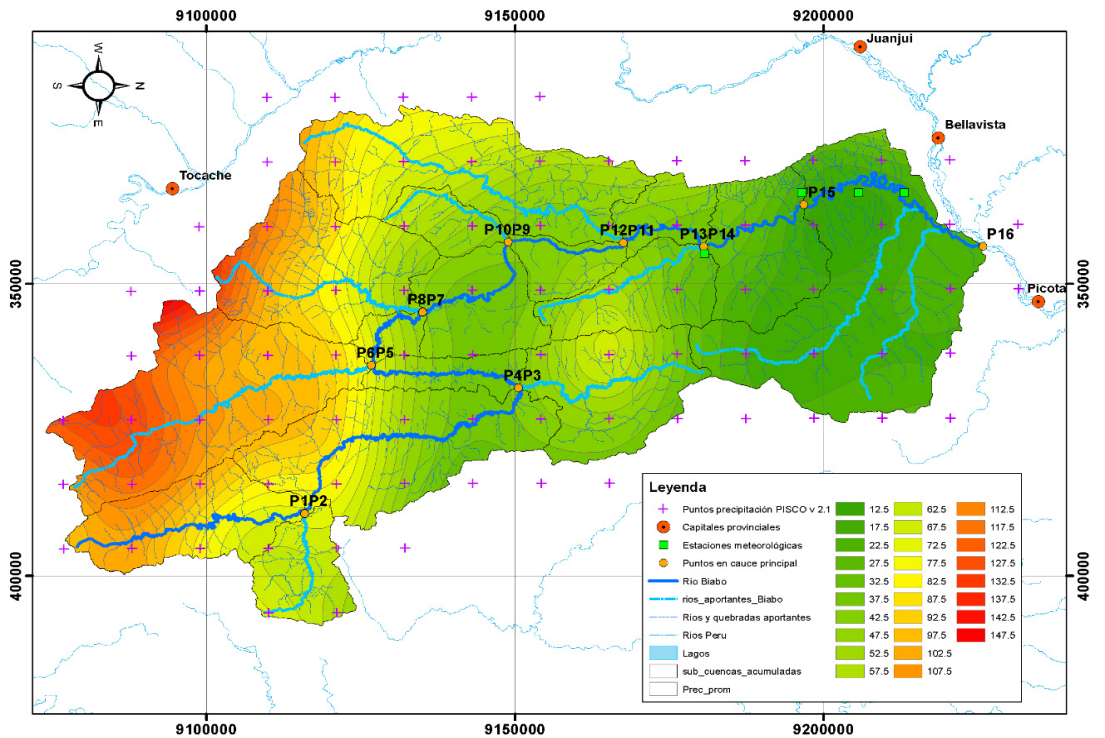 9100000
9150000
9200000
Juanjui
W
S
N
E
Bellavista
Tocache
P15
P10P9
P12P11
P13P14
P16
350000
350000
Picota
P8P7
P6P5
P4P3
P1P2
400000
400000
Leyenda
Puntos precipitación PISCO v 2.1
Capitales provinciales
Estaciones meteorológicas
Puntos en cauce principal
Rio Biabo
rios_aportantes_Biabo
Rios y quebradas aportantes
Rios Peru
Lagos
sub_cuencas_acumuladas
Prec_prom
12.5
17.5
22.5
27.5
32.5
37.5
42.5
47.5
52.5
57.5
62.5
67.5
72.5
77.5
82.5
87.5
92.5
97.5
102.5
107.5
112.5
117.5
122.5
127.5
132.5
137.5
142.5
147.5
9100000
9150000
9200000